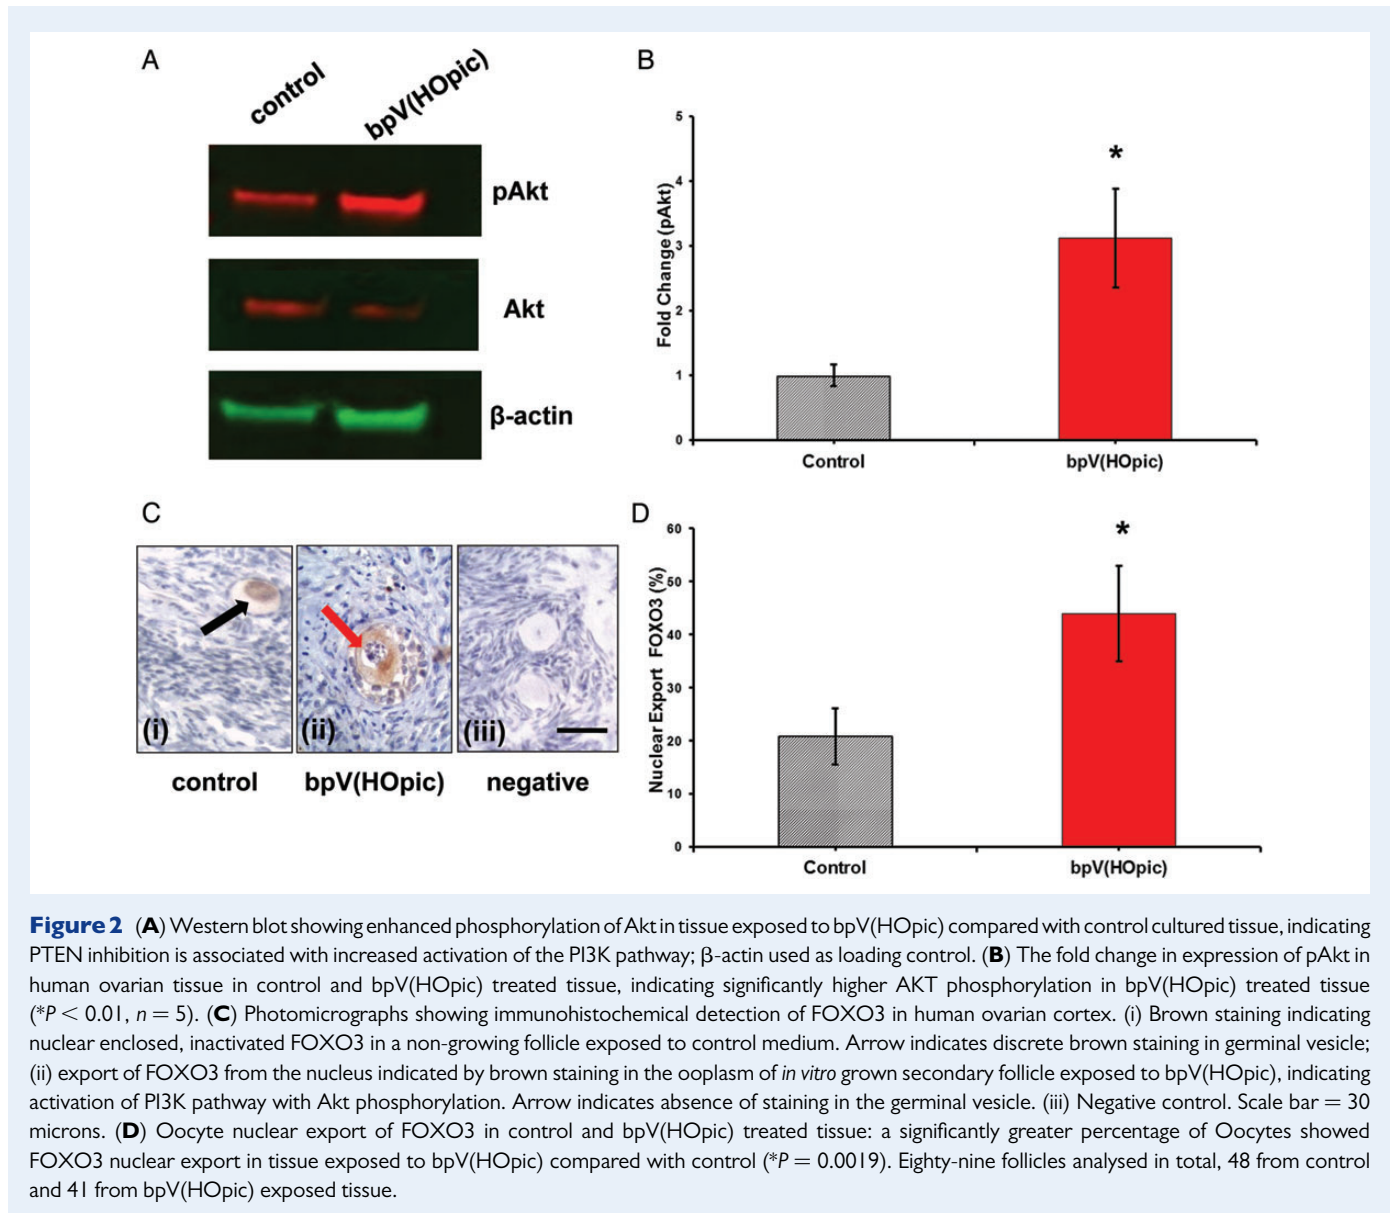 A
control
bpV(HOpic)
pAkt
Akt
β-actin
B
5
4
3
2
1
0
Fold Change (pAkt)
*
Control
bpV(HOpic)
C
(i)
(ii)
(iii)
control
bpV(HOpic)
negative
D
60
50
40
30
20
10
0
Nuclear Export FOXO3 (%)
*
Control
bpV(HOpic)
Figure 2 (A) Western blot showing enhanced phosphorylation of Akt in tissue exposed to bpV(HOpic) compared with control cultured tissue, indicating
PTEN inhibition is associated with increased activation of the PI3K pathway; β-actin used as loading control. (B) The fold change in expression of pAkt in
human ovarian tissue in control and bpV(HOpic) treated tissue, indicating significantly higher AKT phosphorylation in bpV(HOpic) treated tissue
(*P < 0.01, n = 5). (C) Photomicrographs showing immunohistochemical detection of FOXO3 in human ovarian cortex. (i) Brown staining indicating
nuclear enclosed, inactivated FOXO3 in a non-growing follicle exposed to control medium. Arrow indicates discrete brown staining in germinal vesicle;
(ii) export of FOXO3 from the nucleus indicated by brown staining in the ooplasm of in vitro grown secondary follicle exposed to bpV(HOpic), indicating
activation of PI3K pathway with Akt phosphorylation. Arrow indicates absence of staining in the germinal vesicle. (iii) Negative control. Scale bar = 30
microns. (D) Oocyte nuclear export of FOXO3 in control and bpV(HOpic) treated tissue: a significantly greater percentage of Oocytes showed
FOXO3 nuclear export in tissue exposed to bpV(HOpic) compared with control (*P = 0.0019). Eighty-nine follicles analysed in total, 48 from control
and 41 from bpV(HOpic) exposed tissue.